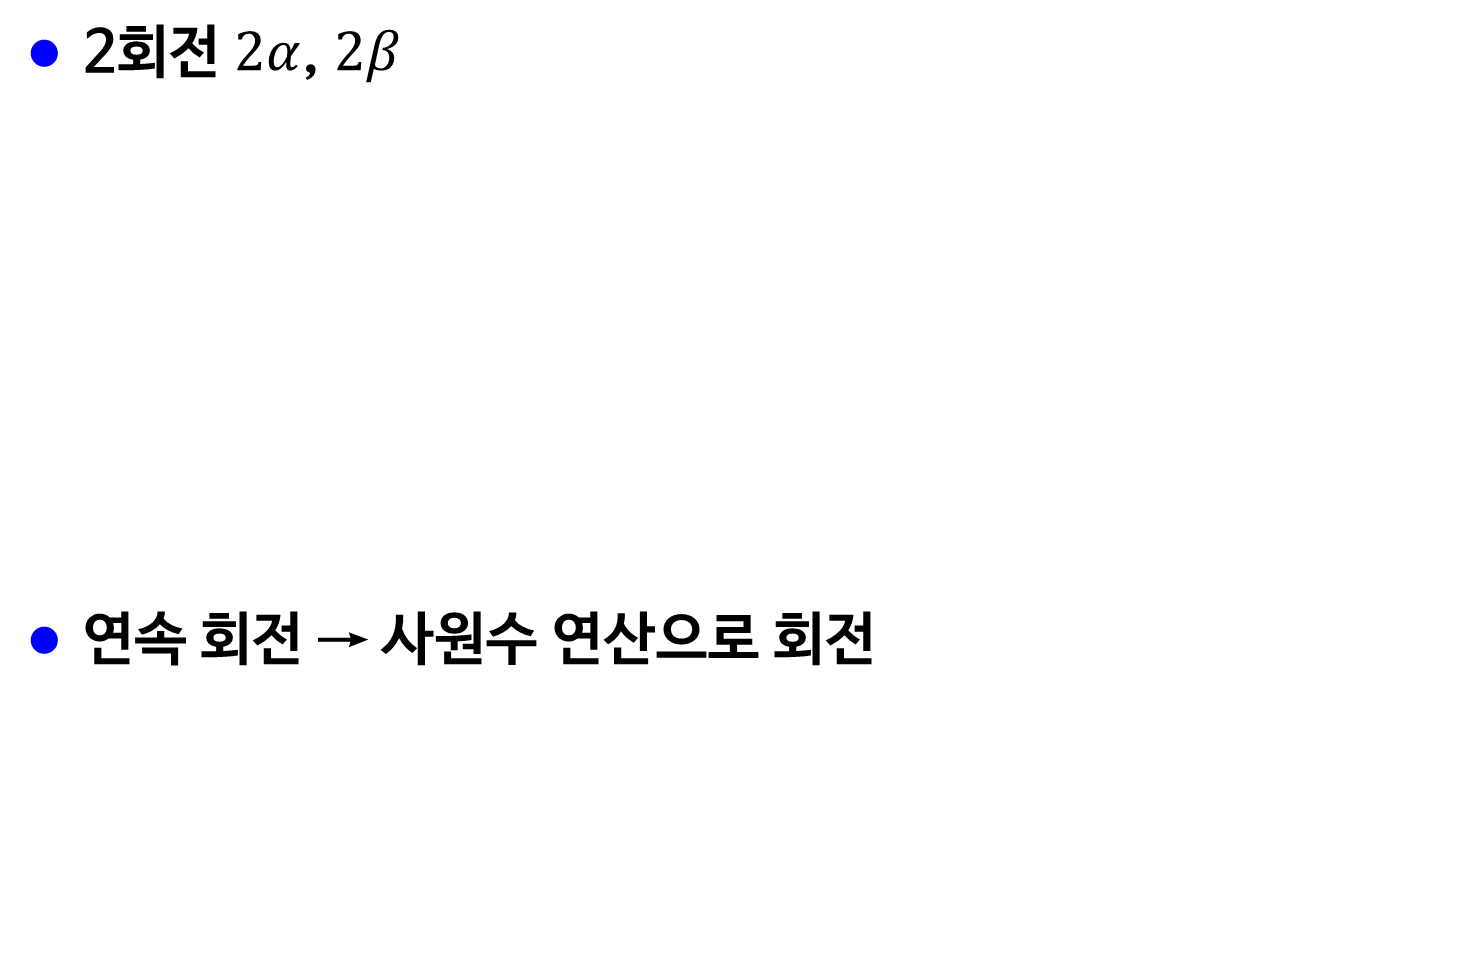 ● 2회전 2α, 2β
● 연속 회전 → 사원수 연산으로 회전